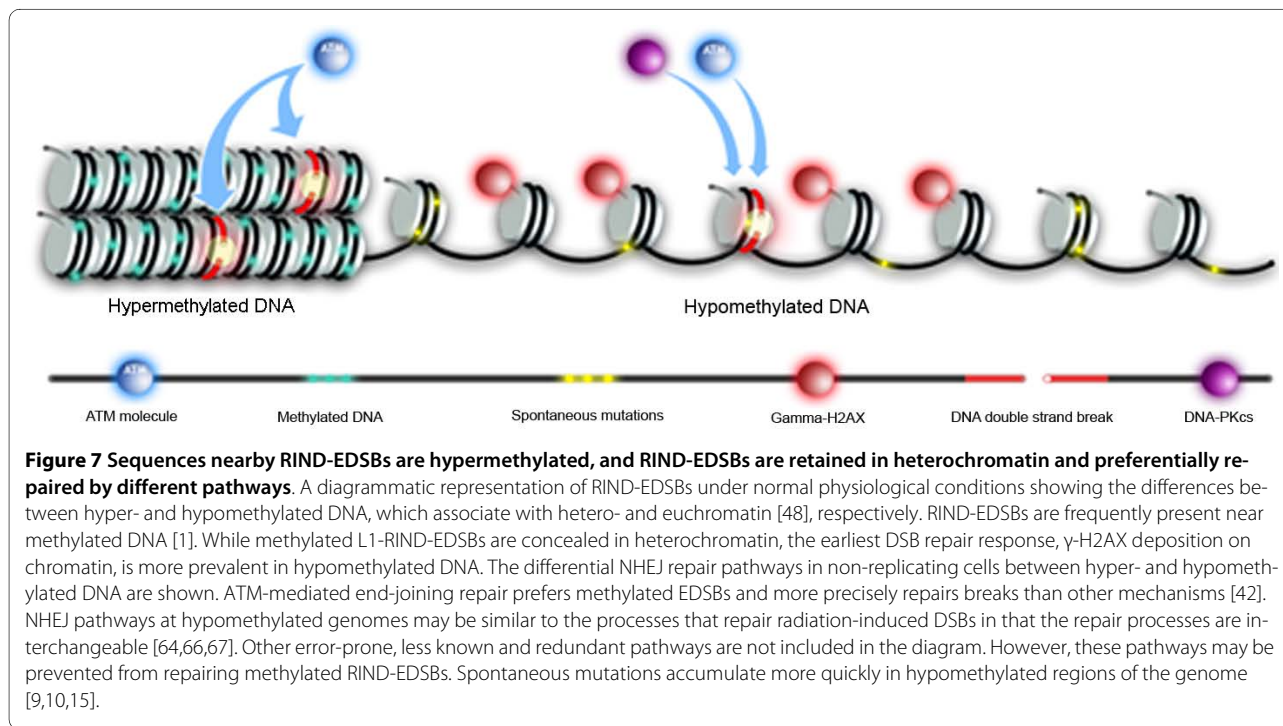 ATM
ATM
Hypermethylated DNA
Hypomethylated DNA
ATM
ATM molecule
Methylated DNA
Spontaneous mutations
Gamma-H2AX
DNA double strand break
DNA-PKcs
Figure 7 Sequences nearby RIND-EDSBs are hypermethylated, and RIND-EDSBs are retained in heterochromatin and preferentially re-
paired by different pathways. A diagrammatic representation of RIND-EDSBs under normal physiological conditions showing the differences be-
tween hyper- and hypomethylated DNA, which associate with hetero- and euchromatin [48], respectively. RIND-EDSBs are frequently present near
methylated DNA [1]. While methylated L1-RIND-EDSBs are concealed in heterochromatin, the earliest DSB repair response, γ-H2AX deposition on
chromatin, is more prevalent in hypomethylated DNA. The differential NHEJ repair pathways in non-replicating cells between hyper- and hypometh-
ylated DNA are shown. ATM-mediated end-joining repair prefers methylated EDSBs and more precisely repairs breaks than other mechanisms [42].
NHEJ pathways at hypomethylated genomes may be similar to the processes that repair radiation-induced DSBs in that the repair processes are in-
terchangeable [64,66,67]. Other error-prone, less known and redundant pathways are not included in the diagram. However, these pathways may be
prevented from repairing methylated RIND-EDSBs. Spontaneous mutations accumulate more quickly in hypomethylated regions of the genome
[9,10,15].